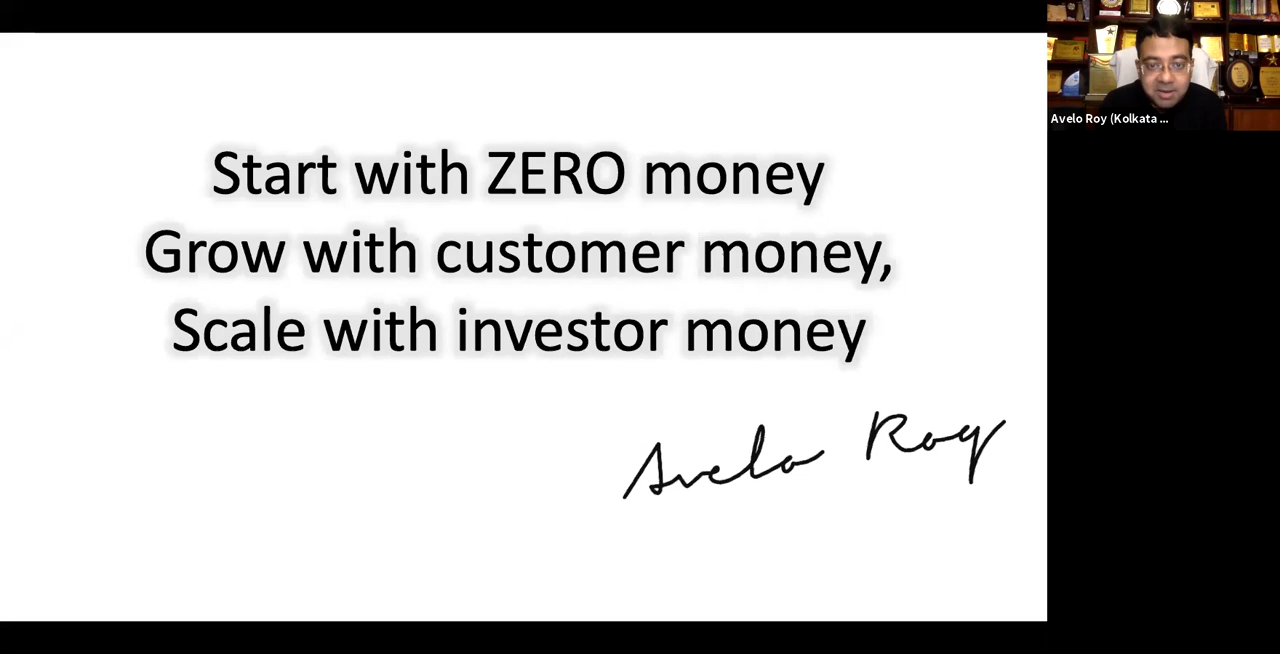 Start with ZERO money
Grow with customer money,
Scale with investor money
Avelo Roy
Avelo Roy (Kolkata ...